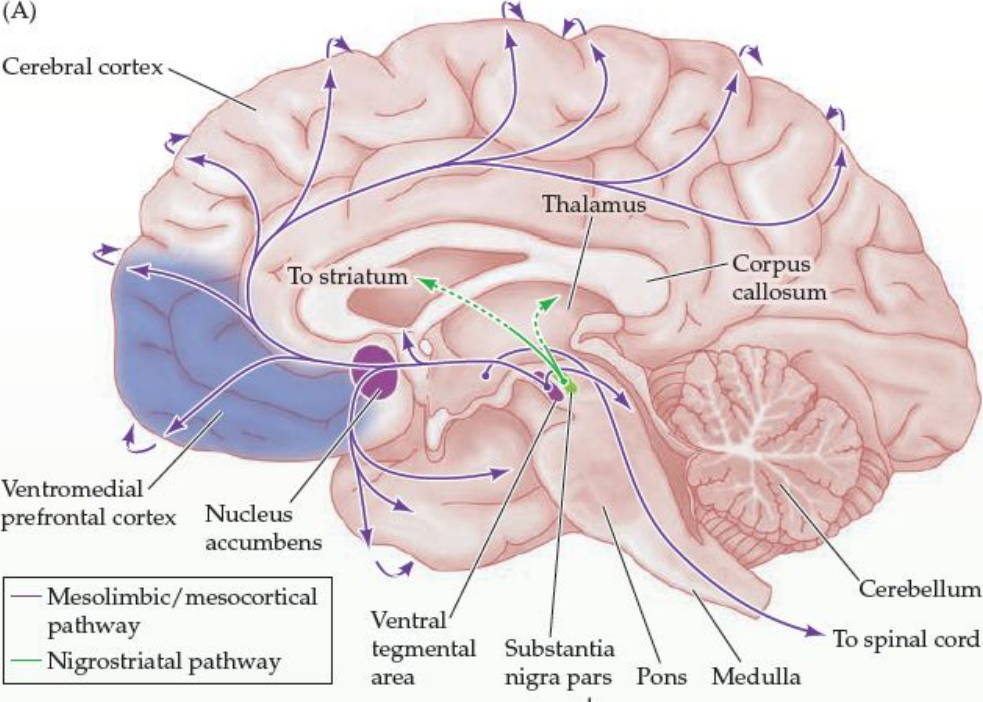 (A)
Cerebral cortex
Thalamus
To striatum
Corpus
callosum
Ventromedial
prefrontal cortex
Nucleus
accumbens
Mesolimbic/mesocortical
pathway
Nigrostriatal pathway
Ventral
tegmental
area
Substantia
nigra pars
Pons
Medulla
Cerebellum
To spinal cord